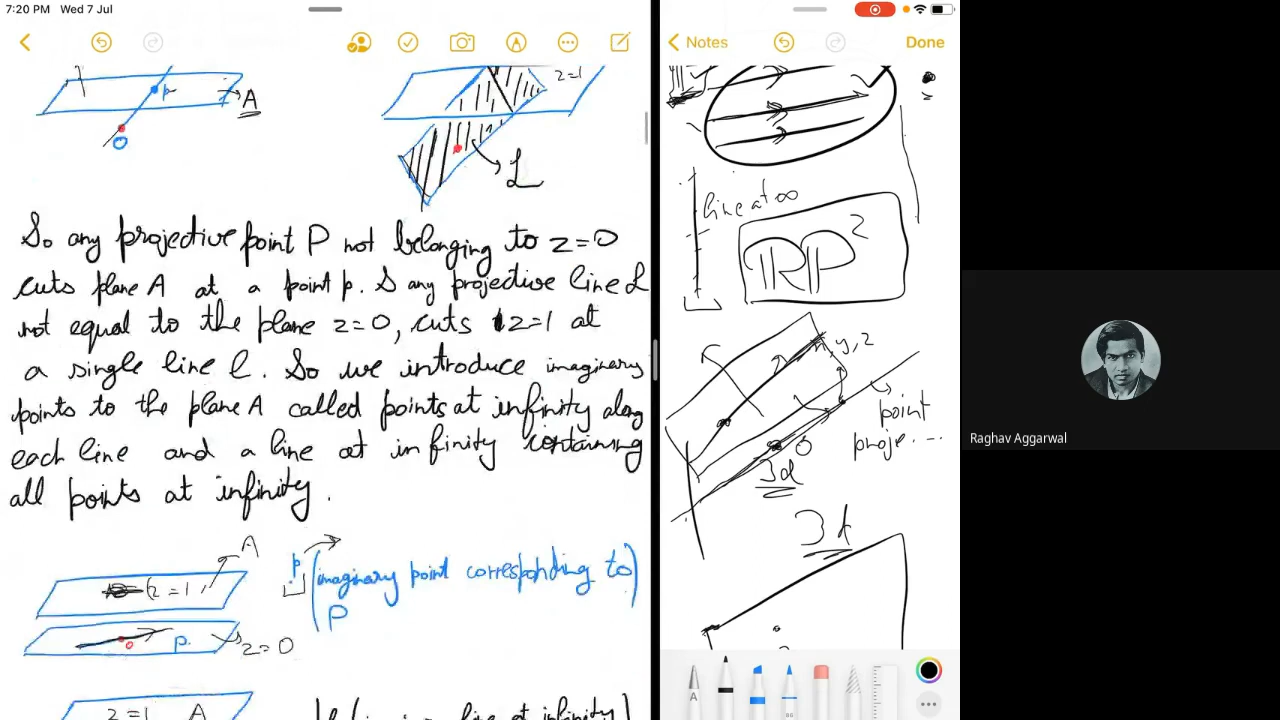 7:20 PM Wed 7 Jul
Notes
Done
P
A
O
z=1
L
So any projective point P not belonging to z=0
cuts plane A at a point p. S any projective line L
not equal to the plane z=0, cuts z=1 at
a single line l. So we introduce imaginary
points to the plane A called points at infinity along
each line and a line at infinity containing
all points at infinity.
A
z=1
P
(imaginary point corresponding to)
P
O
P
z=0
z=1 A
line at ∞
RP²
x, y, z
point
proje....
O
3d
3d
Raghav Aggarwal